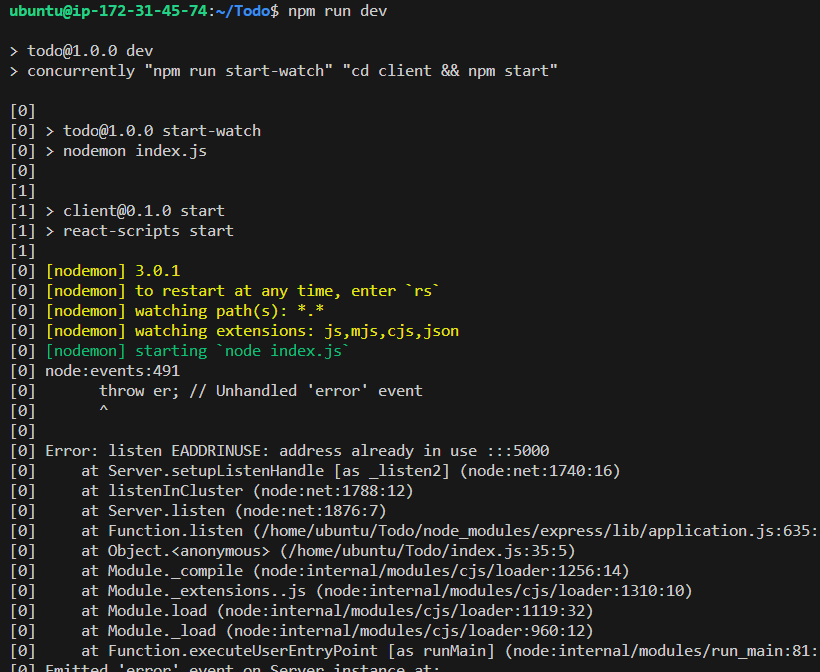 ubuntu@ip-172-31-45-74:~/Todo$ npm run dev
> todo@1.0.0 dev
> concurrently "npm run start-watch" "cd client && npm start"
[0]
[0] > todo@1.0.0 start-watch
[0] > nodemon index.js
[0]
[1]
[1] > client@0.1.0 start
[1] > react-scripts start
[1]
[0] [nodemon] 3.0.1
[0] [nodemon] to restart at any time, enter `rs`
[0] [nodemon] watching path(s): *.*
[0] [nodemon] watching extensions: js,mjs,cjs,json
[0] [nodemon] starting `node index.js`
[0] node:events:491
[0]       throw er; // Unhandled 'error' event
[0]       ^
[0]
[0] Error: listen EADDRINUSE: address already in use :::5000
[0]     at Server.setupListenHandle [as _listen2] (node:net:1740:16)
[0]     at listenInCluster (node:net:1788:12)
[0]     at Server.listen (node:net:1876:7)
[0]     at Function.listen (/home/ubuntu/Todo/node_modules/express/lib/application.js:635:
[0]     at Object.<anonymous> (/home/ubuntu/Todo/index.js:35:5)
[0]     at Module._compile (node:internal/modules/cjs/loader:1256:14)
[0]     at Module._extensions..js (node:internal/modules/cjs/loader:1310:10)
[0]     at Module.load (node:internal/modules/cjs/loader:1119:32)
[0]     at Module._load (node:internal/modules/cjs/loader:960:12)
[0]     at Function.executeUserEntryPoint [as runMain] (node:internal/modules/run_main:81:
[0] Emitted 'error' event on Server instance at: